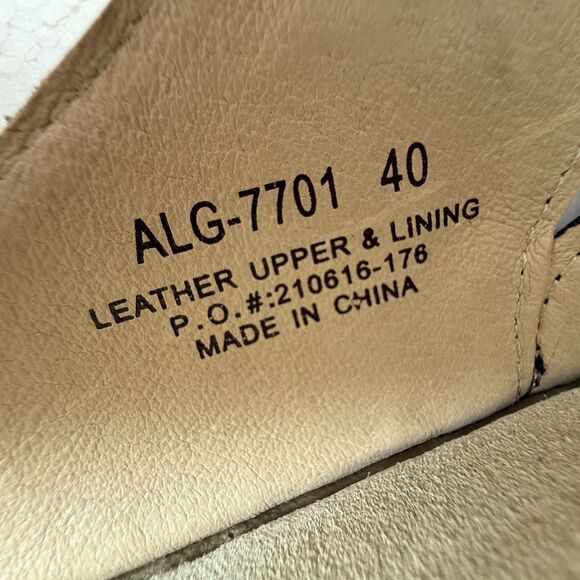 ALG-7701 40
LEATHER UPPER & LINING
P.O.#:210616-176
MADE IN CHINA